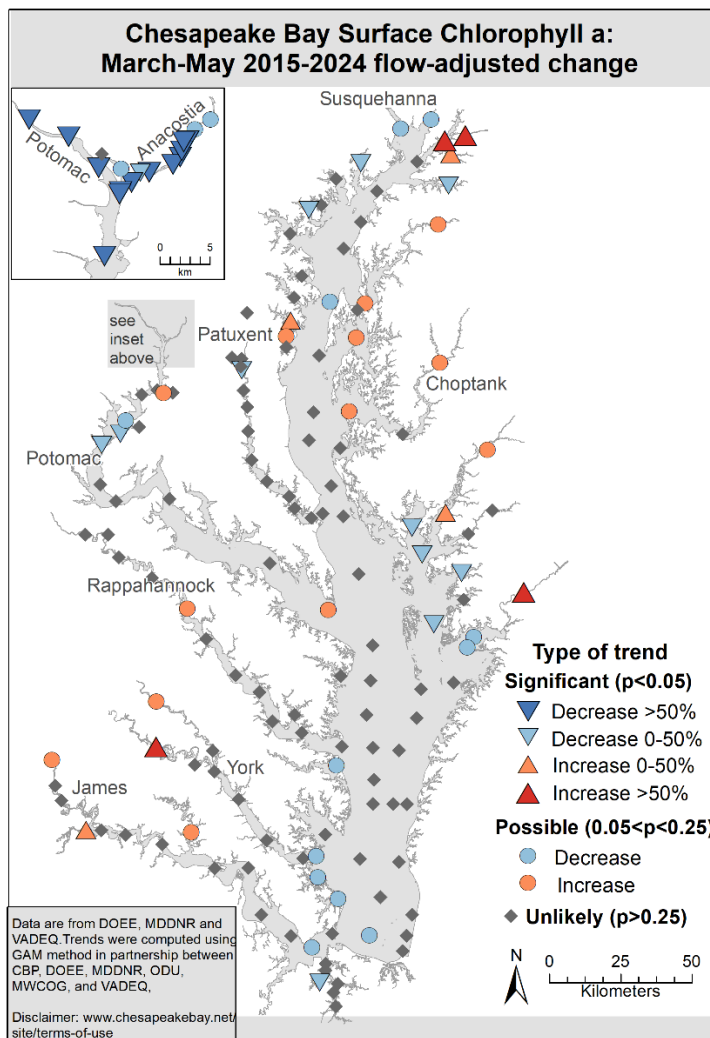 Chesapeake Bay Surface Chlorophyll a:
March-May 2015-2024 flow-adjusted change
Potomac
Anacostia
0 5
km
Susquehanna
see
inset
above
Patuxent
Choptank
Potomac
Rappahannock
York
James
Type of trend
Significant (p<0.05)
Decrease >50%
Decrease 0-50%
Increase 0-50%
Increase >50%
Possible (0.05<p<0.25)
Decrease
Increase
Unlikely (p>0.25)
Data are from DOEE, MDDNR and
VADEQ.Trends were computed using
GAM method in partnership between
CBP, DOEE, MDDNR, ODU,
MWCOG, and VADEQ,
Disclaimer: www.chesapeakebay.net/
site/terms-of-use
N
0 10 20 30 40 50
Kilometers